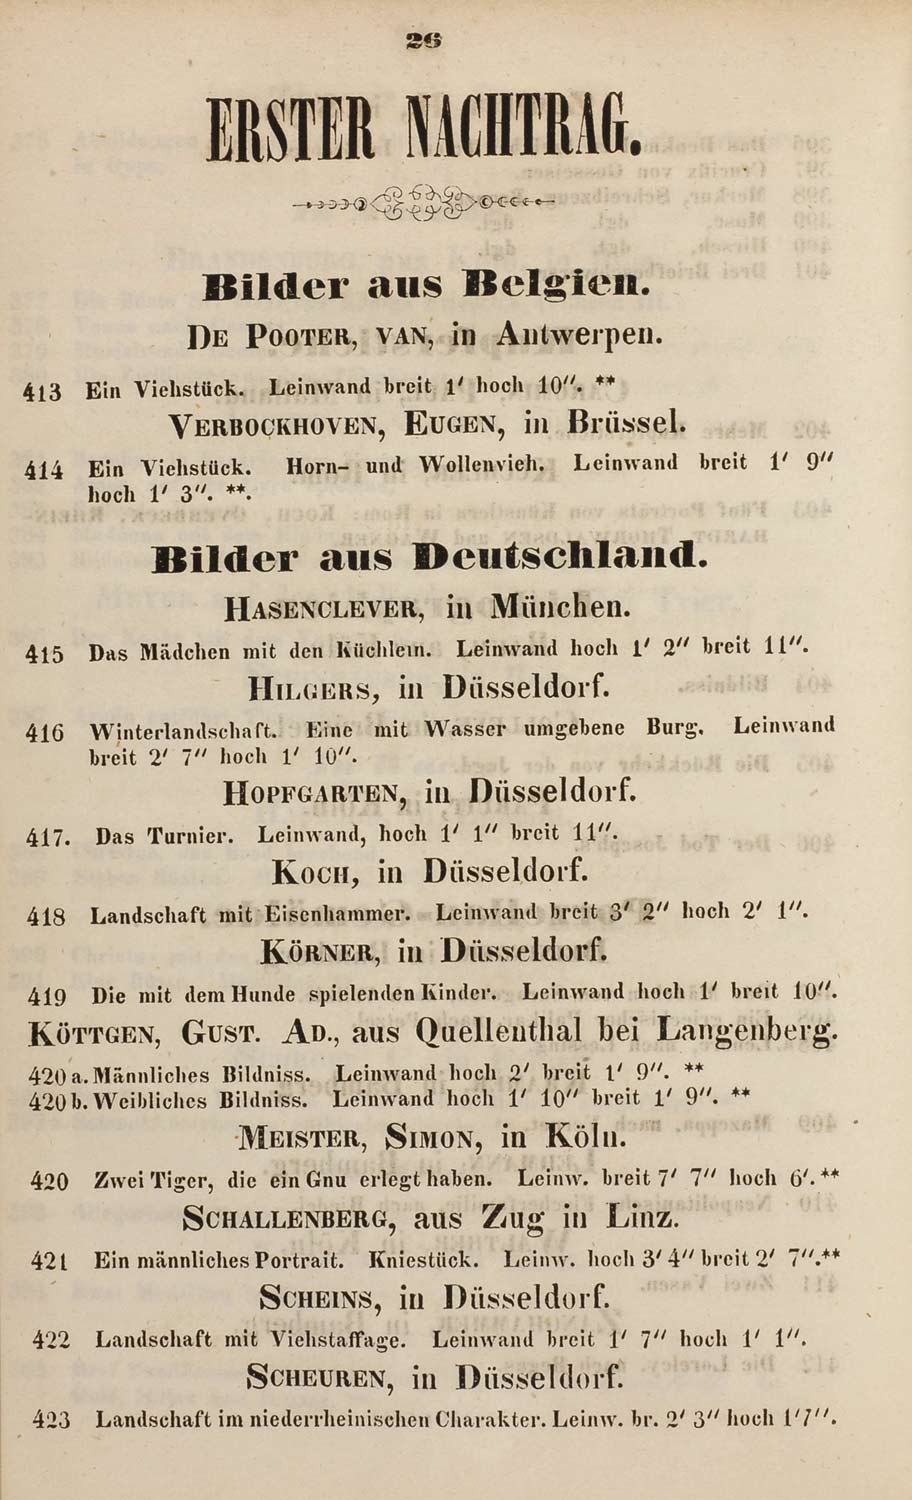 26
ERSTER NACHTRAG.
Bilder aus Belgien.
DE POOTER, VAN, in Antwerpen.
413 Ein Viehstück. Leinwand breit 1′ hoch 10″. **
VERBOCKHOVEN, EUGEN, in Brüssel.
414 Ein Viehstück. Horn- und Wollenvieh. Leinwand breit 1′ 9″
hoch 1′ 3″. **.
Bilder aus Deutschland.
HASENCLEVER, in München.
415 Das Mädchen mit den Küchlein. Leinwand hoch 1′ 2″ breit 11″.
HILGERS, in Düsseldorf.
416 Winterlandschaft. Eine mit Wasser umgebene Burg. Leinwand
breit 2′ 7″ hoch 1′ 10″.
HOPFGARTEN, in Düsseldorf.
417. Das Turnier. Leinwand, hoch 1′ 1″ breit 11″.
KOCH, in Düsseldorf.
418 Landschaft mit Eisenhammer. Leinwand breit 3′ 2″ hoch 2′ 1″.
KÖRNER, in Düsseldorf.
419 Die mit dem Hunde spielenden Kinder. Leinwand hoch 1′ breit 10″.
KÖTTGEN, GUST. AD., aus Quellenthal bei Langenberg.
420 a. Männliches Bildniss. Leinwand hoch 2′ breit 1′ 9″. **
420 b. Weibliches Bildniss. Leinwand hoch 1′ 10″ breit 1′ 9″. **
MEISTER, SIMON, in Köln.
420 Zwei Tiger, die ein Gnu erlegt haben. Leinw. breit 7′ 7″ hoch 6′. **
SCHALLENBERG, aus Zug in Linz.
421 Ein männliches Portrait. Kniestück. Leinw. hoch 3′ 4″ breit 2′ 7″. **
SCHEINS, in Düsseldorf.
422 Landschaft mit Viehstaffage. Leinwand breit 1′ 7″ hoch 1′ 1″.
SCHEUREN, in Düsseldorf.
423 Landschaft im niederrheinischen Charakter. Leinw. br. 2′ 3″ hoch 1′ 7″.